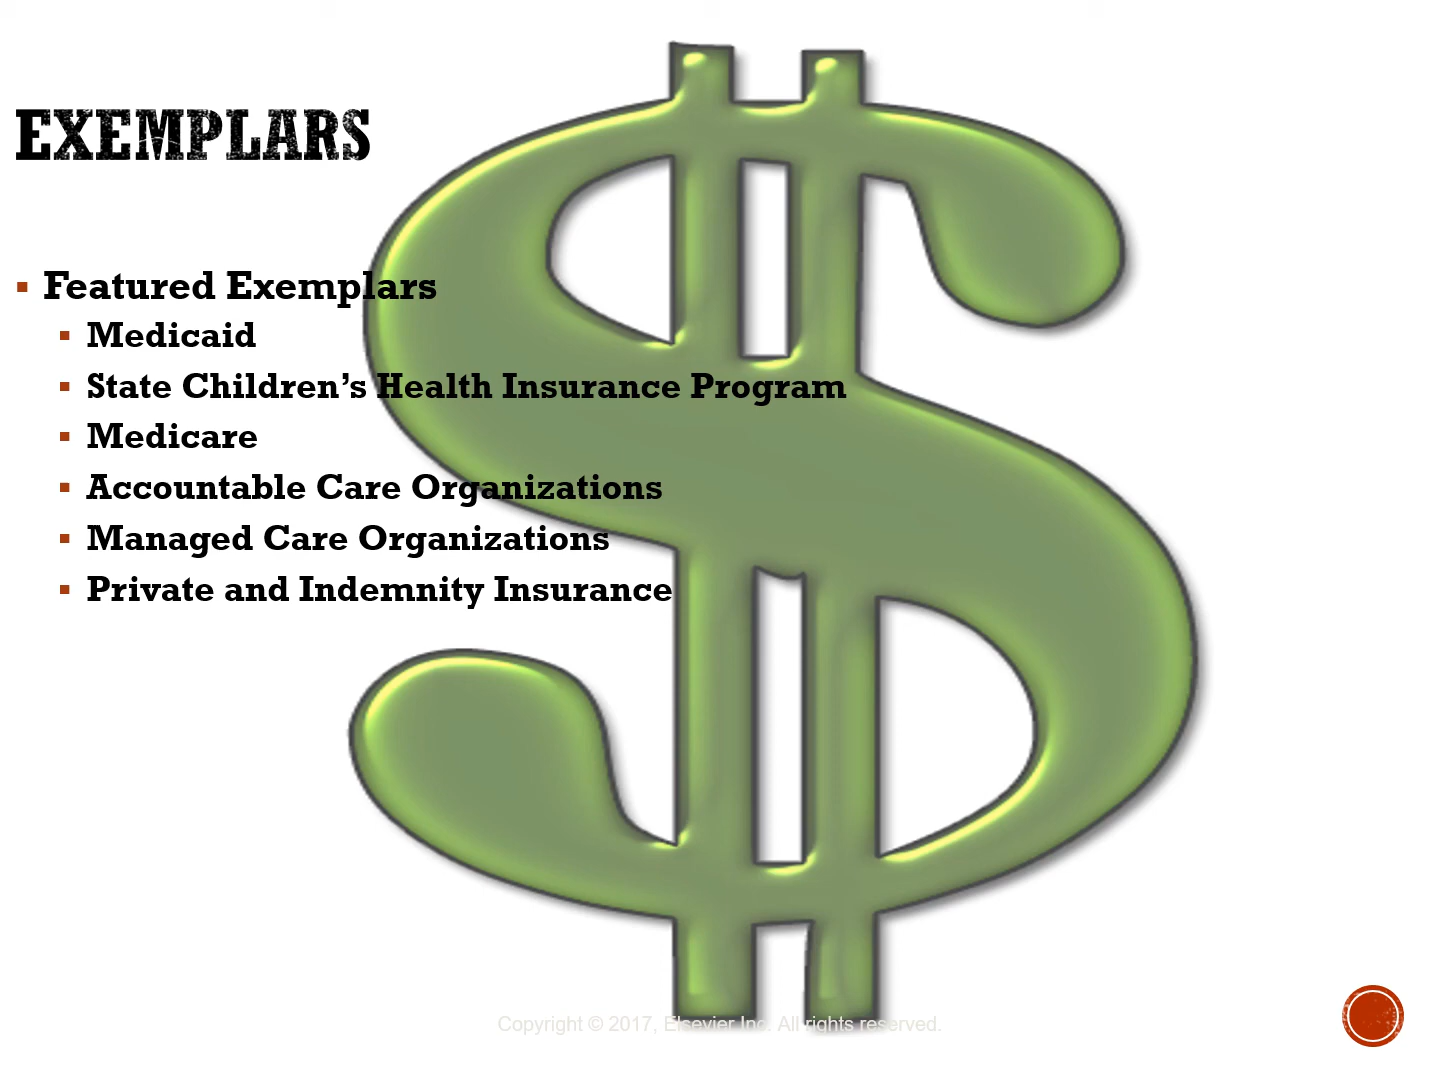 EXEMPLARS
Featured Exemplars
Medicaid
State Children’s Health Insurance Program
Medicare
Accountable Care Organizations
Managed Care Organizations
Private and Indemnity Insurance
Copyright © 2017, Elsevier Inc. All rights reserved.